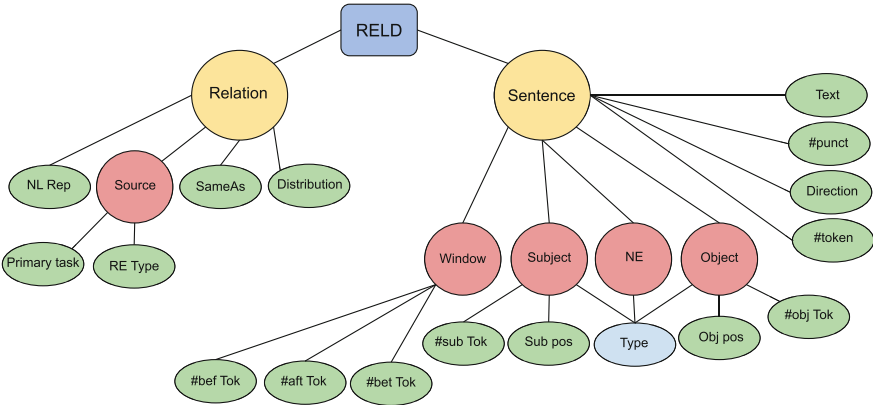 RELD
Relation
Sentence
Text
#punct
Direction
#token
NL Rep
Source
SameAs
Distribution
Primary task
RE Type
Window
Subject
NE
Object
#sub Tok
Sub pos
Type
Obj pos
#obj Tok
#bef Tok
#aft Tok
#bet Tok